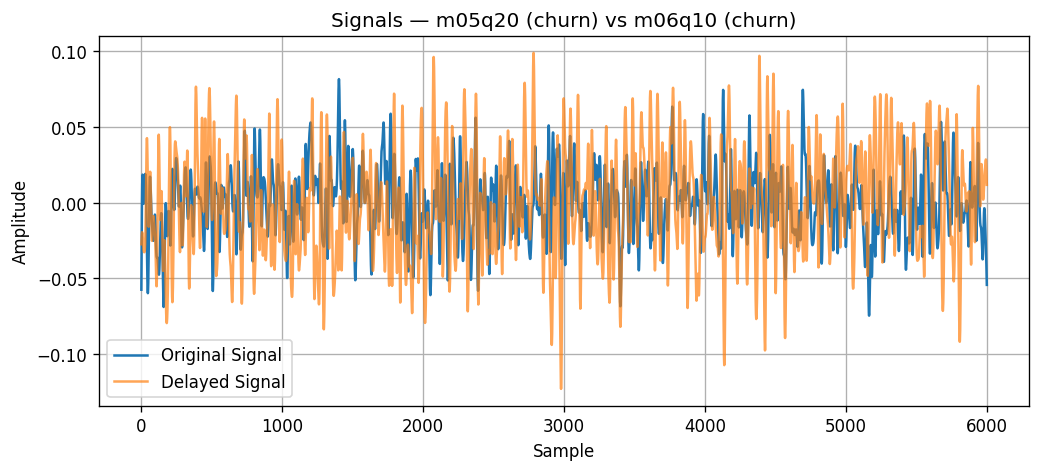 Signals — m05q20 (churn) vs m06q10 (churn)
0.10
0.05
0.00
−0.05
−0.10
Amplitude
Original Signal
Delayed Signal
0 1000 2000 3000 4000 5000 6000
Sample